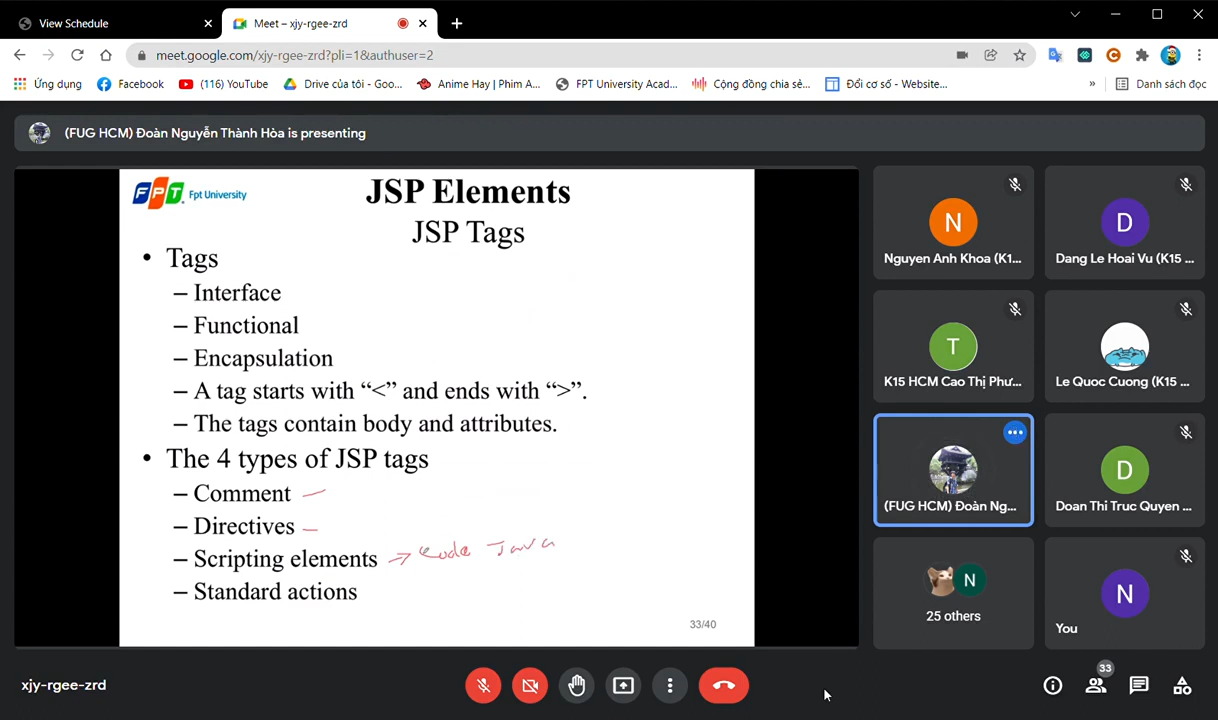 View Schedule
Meet – xjy-rgee-zrd
meet.google.com/xjy-rgee-zrd?pli=1&authuser=2
Ứng dụng
Facebook
(116) YouTube
Drive của tôi - Goo...
Anime Hay | Phim A...
FPT University Acad...
Cộng đồng chia sẻ...
Đổi cơ số - Website...
»
Danh sách đọc
(FUG HCM) Đoàn Nguyễn Thành Hòa is presenting
FPT Fpt University
JSP Elements
JSP Tags
• Tags
– Interface
– Functional
– Encapsulation
– A tag starts with “<” and ends with “>”.
– The tags contain body and attributes.
• The 4 types of JSP tags
– Comment
– Directives
– Scripting elements → code Java
– Standard actions
33/40
N
Nguyen Anh Khoa (K1...
D
Dang Le Hoai Vu (K15 ...
T
K15 HCM Cao Thị Phư...
Le Quoc Cuong (K15 ...
(FUG HCM) Đoàn Ng...
D
Doan Thi Truc Quyen ...
N
25 others
N
You
xjy-rgee-zrd
33